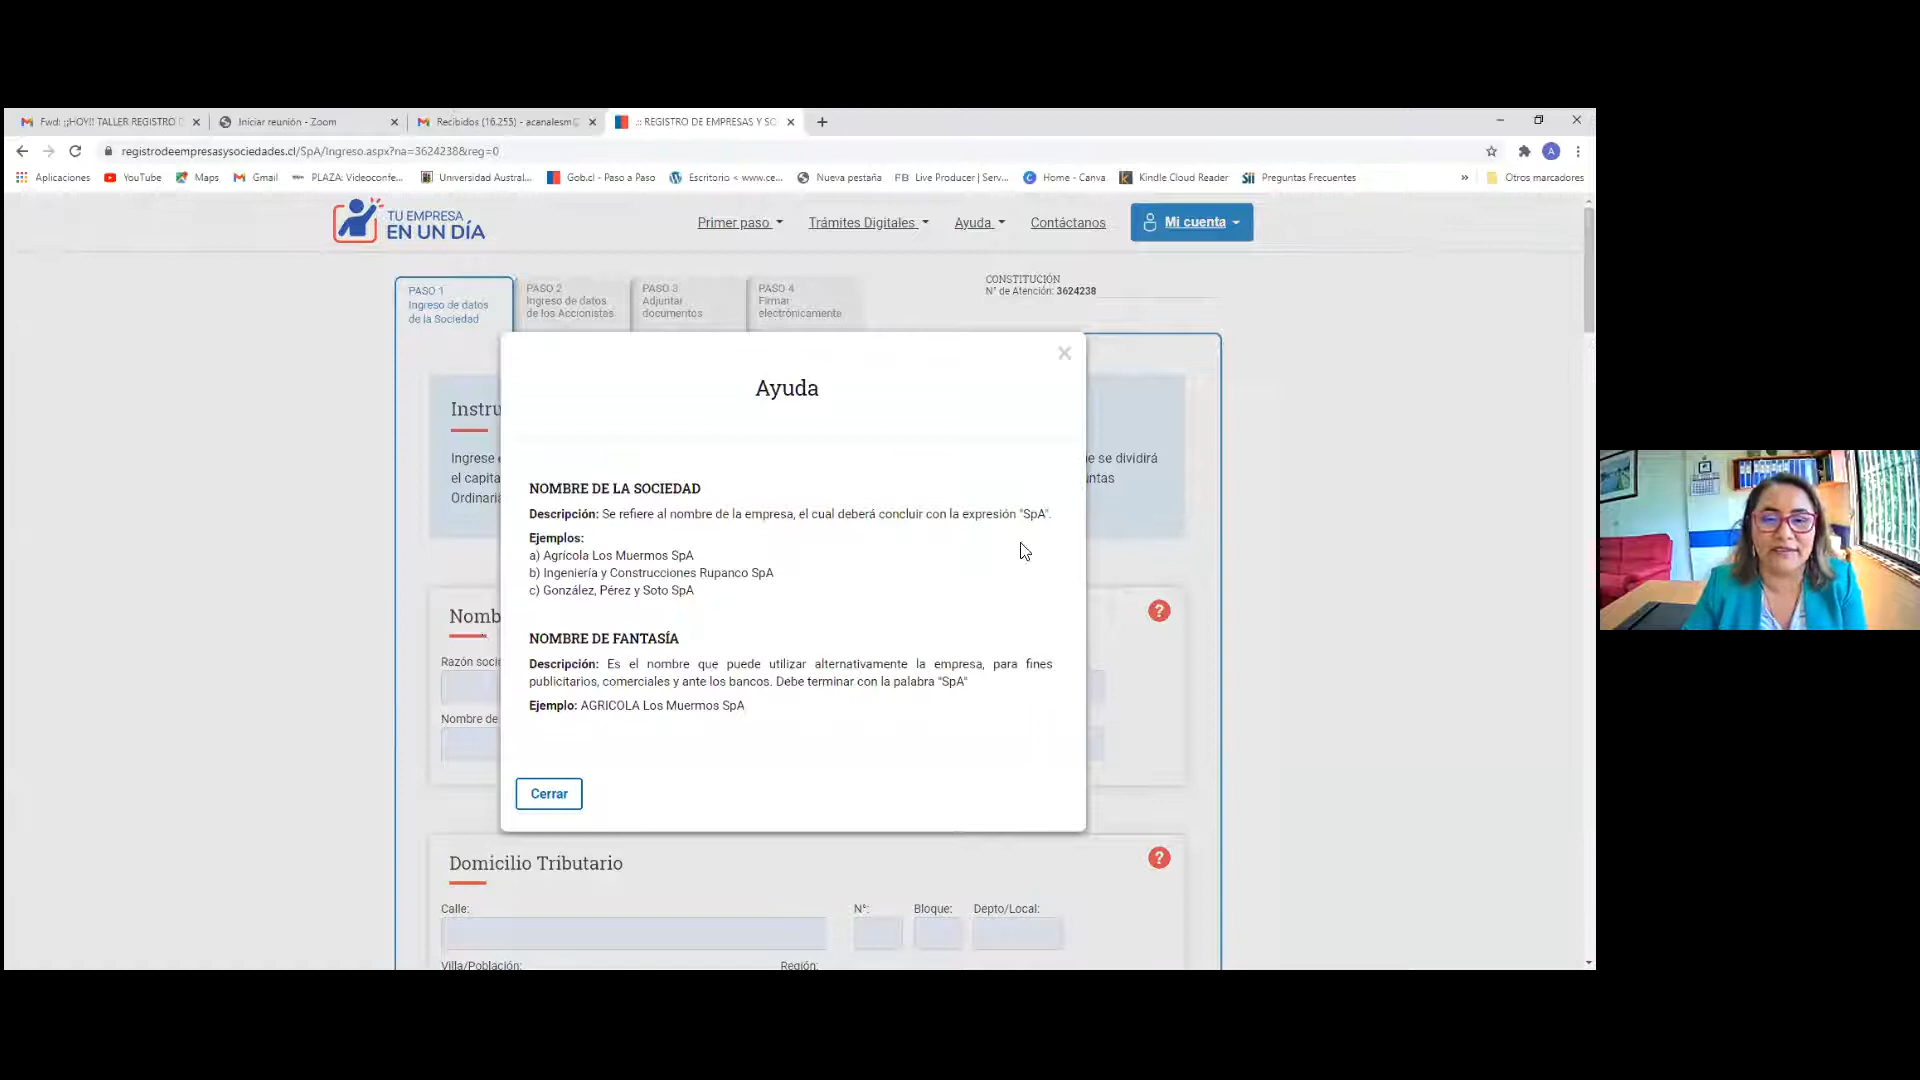 Fwd: ¡¡HOY!! TALLER REGISTRO
Iniciar reunión - Zoom
Recibidos (16.255) - acanalesm@
.:: REGISTRO DE EMPRESAS Y SO
registrodeempresasysociedades.cl/SpA/Ingreso.aspx?na=3624238&reg=0
A
Aplicaciones
YouTube
Maps
Gmail
PLAZA: Videoconfe...
Universidad Austral...
Gob.cl - Paso a Paso
Escritorio < www.ce...
Nueva pestaña
FB Live Producer | Serv...
Home - Canva
Kindle Cloud Reader
Sii Preguntas Frecuentes
»
Otros marcadores
TU EMPRESA
EN UN DÍA
Primer paso
Trámites Digitales
Ayuda
Contáctanos
Mi cuenta
PASO 1
Ingreso de datos
de la Sociedad
PASO 2
Ingreso de datos
de los Accionistas
PASO 3
Adjuntar
documentos
PASO 4
Firmar
electrónicamente
CONSTITUCIÓN
N° de Atención: 3624238
Instru
Ingrese
e se dividirá
el capita
ntas
Ordinari
Nomb
?
Razón soci
Nombre de
Ayuda
NOMBRE DE LA SOCIEDAD
Descripción: Se refiere al nombre de la empresa, el cual deberá concluir con la expresión "SpA".
Ejemplos:
a) Agrícola Los Muermos SpA
b) Ingeniería y Construcciones Rupanco SpA
c) González, Pérez y Soto SpA
NOMBRE DE FANTASÍA
Descripción: Es el nombre que puede utilizar alternativamente la empresa, para fines
publicitarios, comerciales y ante los bancos. Debe terminar con la palabra "SpA"
Ejemplo: AGRICOLA Los Muermos SpA
Cerrar
Domicilio Tributario
?
Calle:
N°:
Bloque:
Depto/Local:
Villa/Población:
Región: